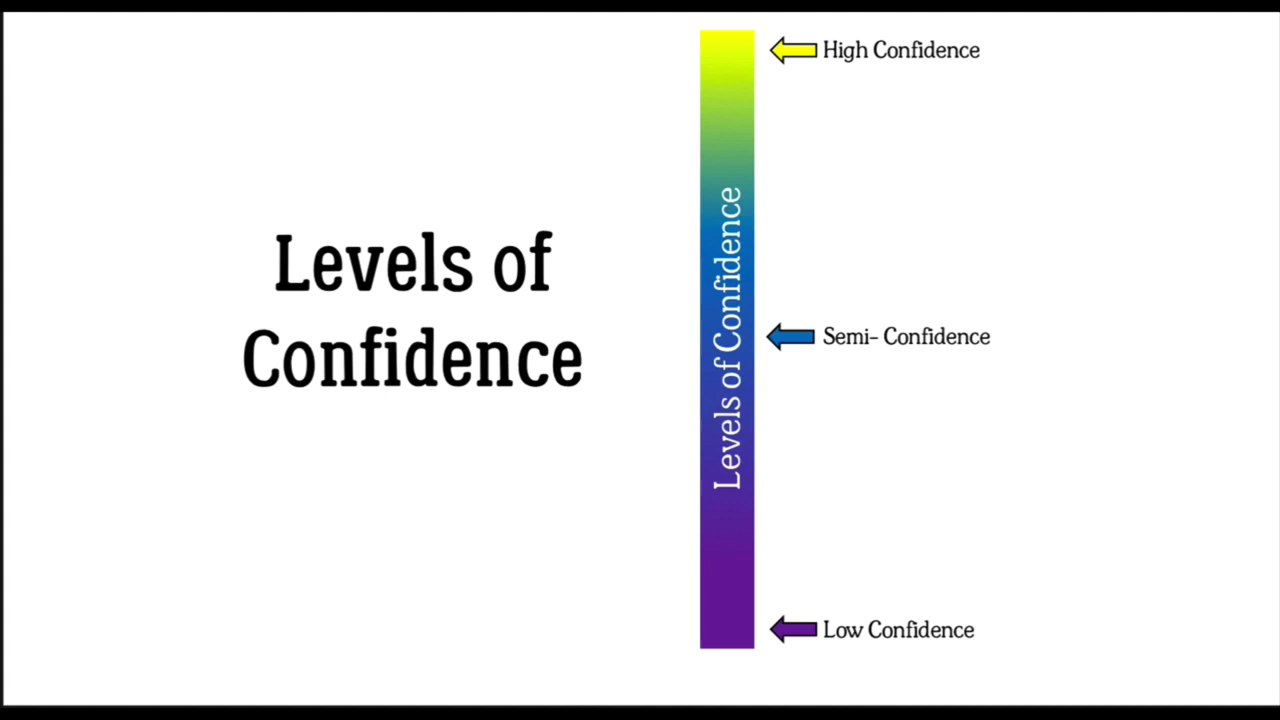 Levels of
Confidence
Levels of Confidence
High Confidence
Semi- Confidence
Low Confidence